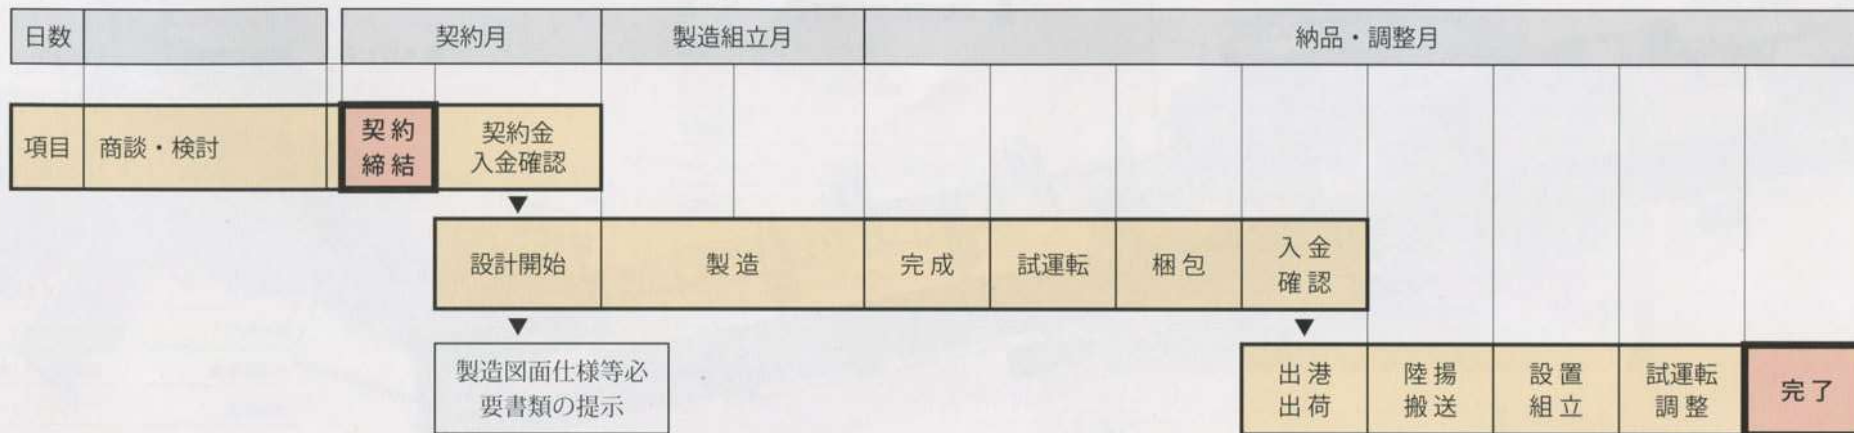 日数
契約月
製造組立月
納品・調整月
項目
商談・検討
契約
締結
契約金
入金確認
▼
設計開始
製造
完成
試運転
梱包
入金
確認
▼
▼
製造図面仕様等必
要書類の提示
出港
出荷
陸揚
搬送
設置
組立
試運転
調整
完了